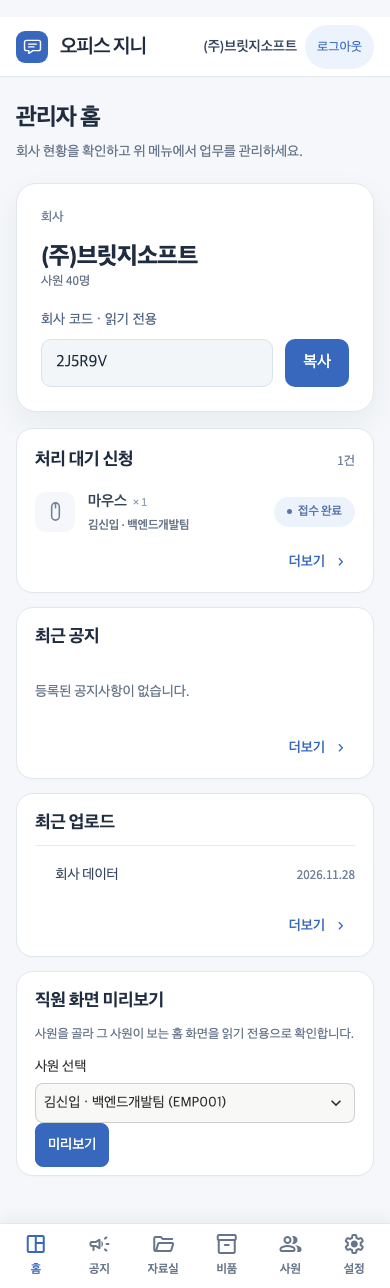 오피스 지니
(주)브릿지소프트
로그아웃
관리자 홈
회사 현황을 확인하고 위 메뉴에서 업무를 관리하세요.
회사
(주)브릿지소프트
사원 40명
회사 코드 · 읽기 전용
2J5R9V
복사
처리 대기 신청
1건
마우스 × 1
김신입 · 백엔드개발팀
접수 완료
더보기
최근 공지
등록된 공지사항이 없습니다.
더보기
최근 업로드
회사 데이터
2026.11.28
더보기
직원 화면 미리보기
사원을 골라 그 사원이 보는 홈 화면을 읽기 전용으로 확인합니다.
사원 선택
김신입 · 백엔드개발팀 (EMP001)
미리보기
홈
공지
자료실
비품
사원
설정